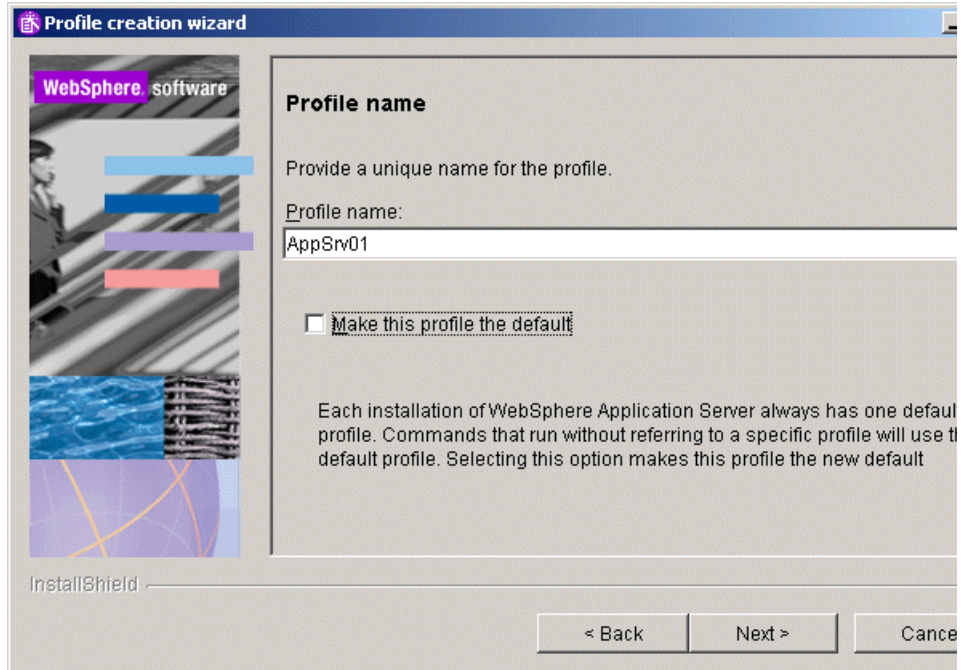 Profile creation wizard
WebSphere. software
Profile name
Provide a unique name for the profile.
Profile name:
AppSrv01
Make this profile the default
Each installation of WebSphere Application Server always has one defaul
profile. Commands that run without referring to a specific profile will use th
default profile. Selecting this option makes this profile the new default
InstallShield
< Back
Next >
Cance